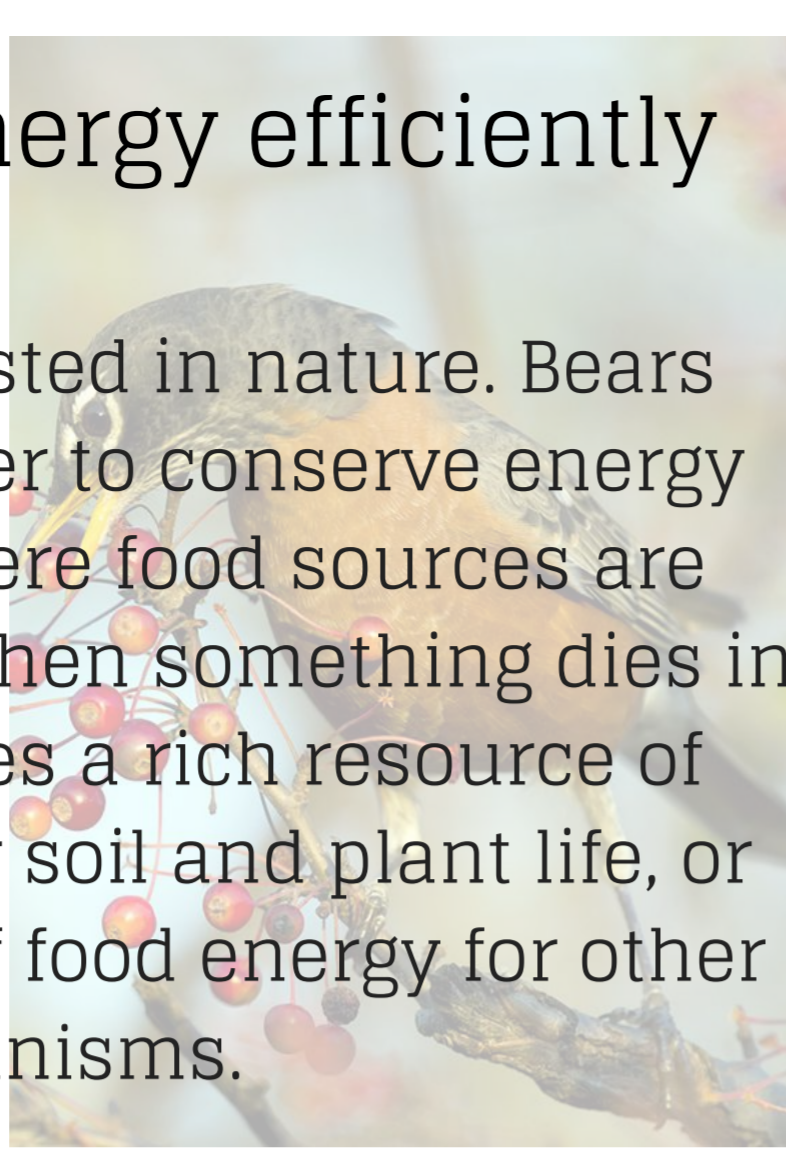 nergy efficiently
sted in nature. Bears
er to conserve energy
ere food sources are
hen something dies in
es a rich resource of
soil and plant life, or
food energy for other
nisms.